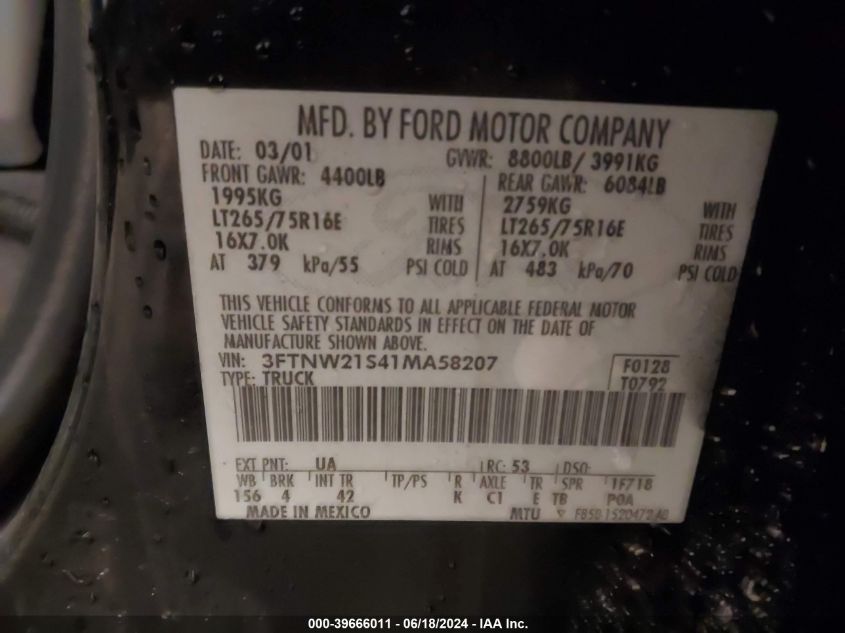 MFD. BY FORD MOTOR COMPANY
DATE: 03/01 GVWR: 8800LB/ 3991KG
FRONT GAWR: 4400LB REAR GAWR: 6084LB
1995KG WITH 2759KG WITH
LT265/75R16E TIRES LT265/75R16E TIRES
16X7.0K RIMS 16X7.0K RIMS
AT 379 kPa/55 PSI COLD AT 483 kPa/70 PSI COLD
THIS VEHICLE CONFORMS TO ALL APPLICABLE FEDERAL MOTOR
VEHICLE SAFETY STANDARDS IN EFFECT ON THE DATE OF
MANUFACTURE SHOWN ABOVE.
VIN: 3FTNW21S41MA58207 F0128
TYPE: TRUCK T0792
EXT PNT: UA RC: 53 DSO:
WB BRK INT TR TP/PS R AXLE TR SPR 1F718
156 4 42 K C1 E TB POA
MADE IN MEXICO MTU
000-39666011 - 06/18/2024 - IAA Inc.